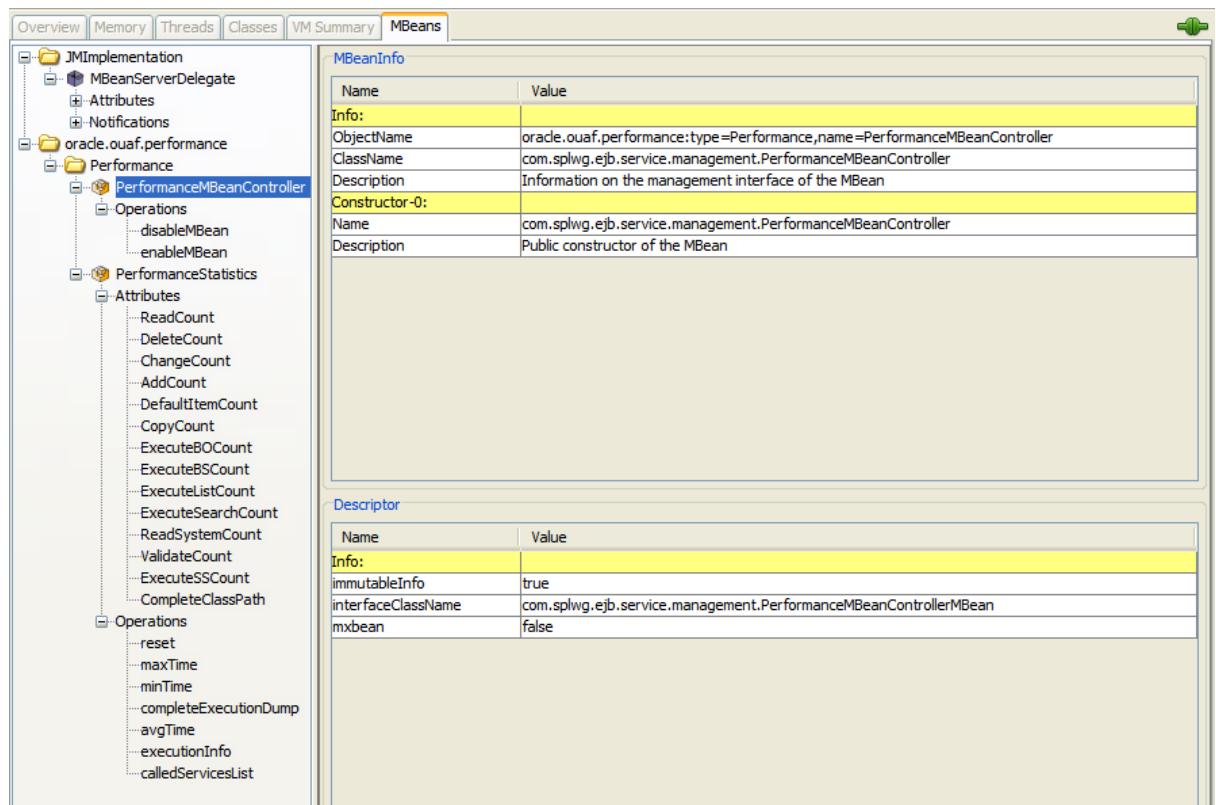 Overview Memory Threads Classes VM Summary MBeans
JMImplementation
MBeanServerDelegate
Attributes
Notifications
oracle.ouaf.performance
Performance
PerformanceMBeanController
Operations
disableMBean
enableMBean
PerformanceStatistics
Attributes
ReadCount
DeleteCount
ChangeCount
AddCount
DefaultItemCount
CopyCount
ExecuteBOCount
ExecuteBSCount
ExecuteListCount
ExecuteSearchCount
ReadSystemCount
ValidateCount
ExecuteSSCount
CompleteClassPath
Operations
reset
maxTime
minTime
completeExecutionDump
avgTime
executionInfo
calledServicesList
MBeanInfo
Name Value
Info:
ObjectName oracle.ouaf.performance:type=Performance,name=PerformanceMBeanController
ClassName com.splwg.ejb.service.management.PerformanceMBeanController
Description Information on the management interface of the MBean
Constructor-0:
Name com.splwg.ejb.service.management.PerformanceMBeanController
Description Public constructor of the MBean
Descriptor
Name Value
Info:
immutableInfo true
interfaceClassName com.splwg.ejb.service.management.PerformanceMBeanControllerMBean
mxbean false